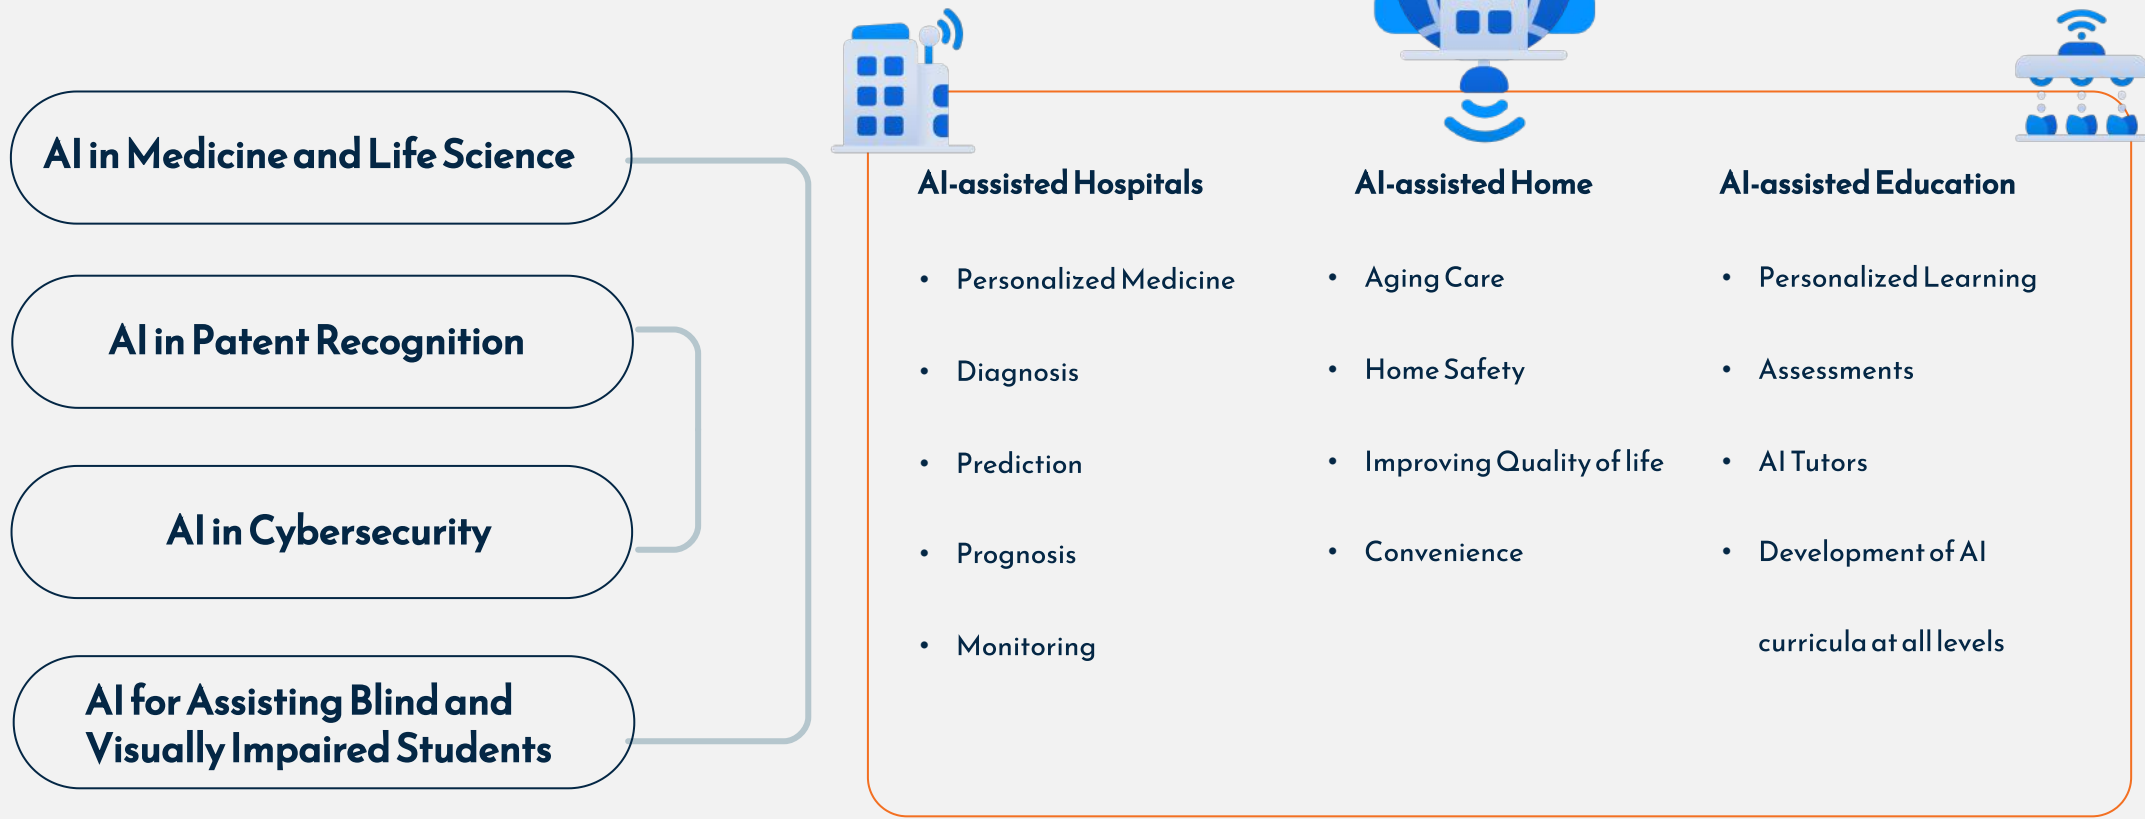 AI in Medicine and Life Science
AI in Patent Recognition
AI in Cybersecurity
AI for Assisting Blind and
Visually Impaired Students
AI-assisted Hospitals
• Personalized Medicine
• Diagnosis
• Prediction
• Prognosis
• Monitoring
AI-assisted Home
• Aging Care
• Home Safety
• Improving Quality of life
• Convenience
AI-assisted Education
• Personalized Learning
• Assessments
• AI Tutors
• Development of AI
curricula at all levels